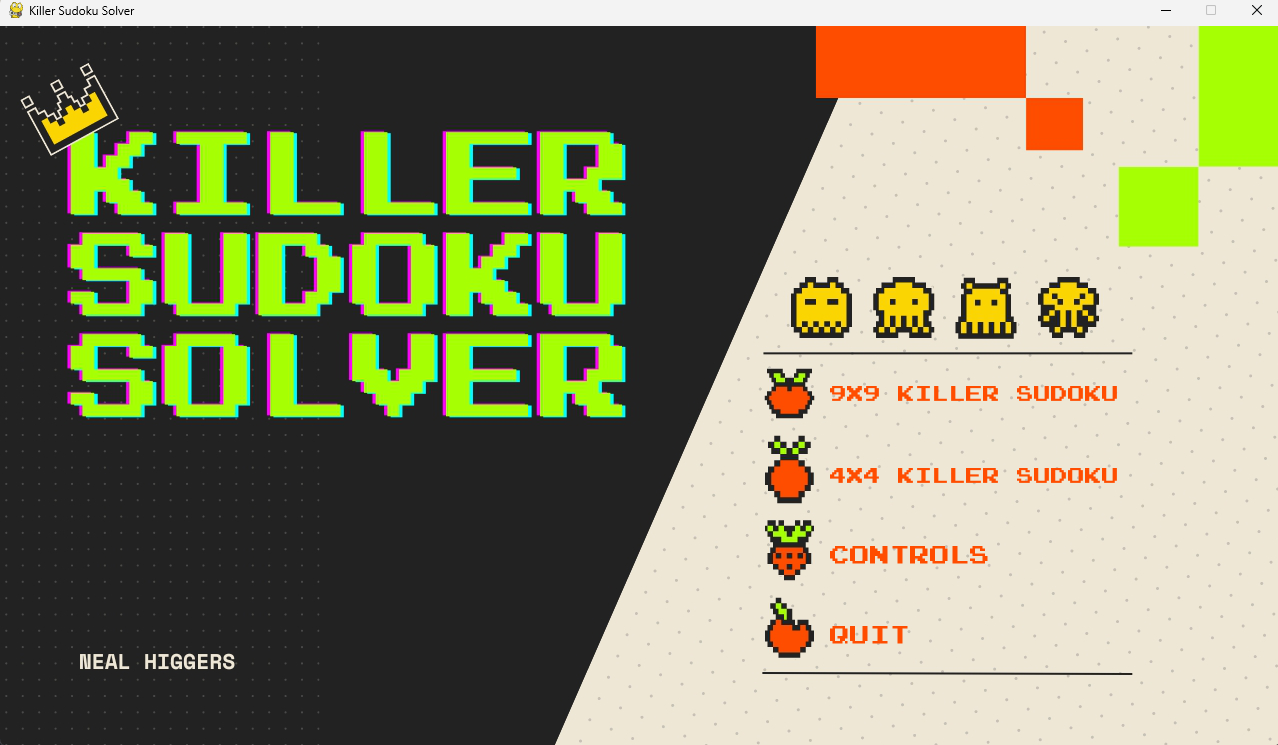 Killer Sudoku Solver
KILLER
SUDOKU
SOLVER
9X9 KILLER SUDOKU
4X4 KILLER SUDOKU
CONTROLS
QUIT
NEAL HIGGERS